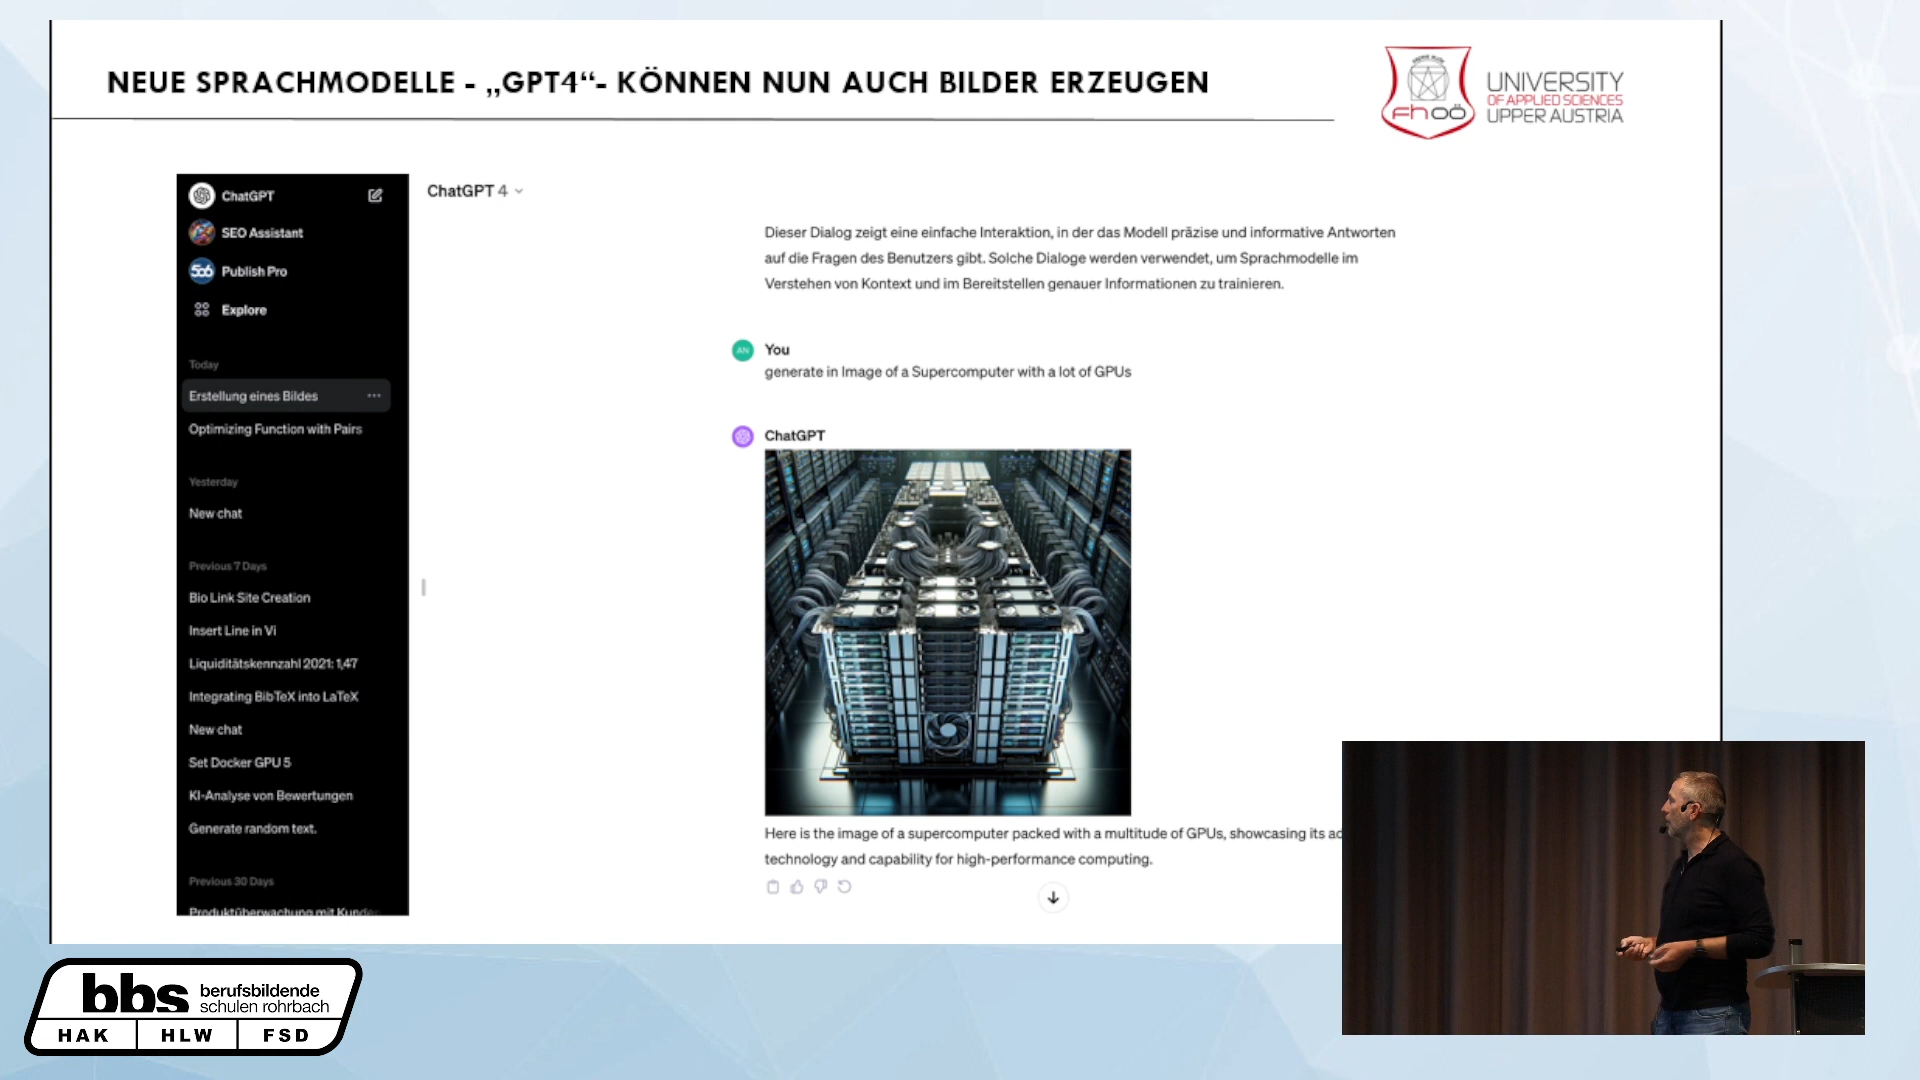 NEUE SPRACHMODELLE - „GPT4“- KÖNNEN NUN AUCH BILDER ERZEUGEN
fhoö
UNIVERSITY
OF APPLIED SCIENCES
UPPER AUSTRIA
ChatGPT
SEO Assistant
506 Publish Pro
Explore
Today
Erstellung eines Bildes ...
Optimizing Function with Pairs
Yesterday
New chat
Previous 7 Days
Bio Link Site Creation
Insert Line in Vi
Liquiditätskennzahl 2021: 1,47
Integrating BibTeX into LaTeX
New chat
Set Docker GPU 5
KI-Analyse von Bewertungen
Generate random text.
Previous 30 Days
Produktüberwachung mit Kunde
ChatGPT 4
Dieser Dialog zeigt eine einfache Interaktion, in der das Modell präzise und informative Antworten
auf die Fragen des Benutzers gibt. Solche Dialoge werden verwendet, um Sprachmodelle im
Verstehen von Kontext und im Bereitstellen genauer Informationen zu trainieren.
AN You
generate in Image of a Supercomputer with a lot of GPUs
ChatGPT
Here is the image of a supercomputer packed with a multitude of GPUs, showcasing its
technology and capability for high-performance computing.
bbs berufsbildende
schulen rohrbach
HAK HLW FSD